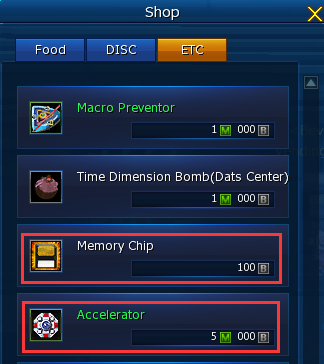 Shop
Food DISC ETC
Macro Preventor
1 M 000 B
Time Dimension Bomb(Dats Center)
1 M 000 B
Memory Chip
100 B
Accelerator
5 M 000 B